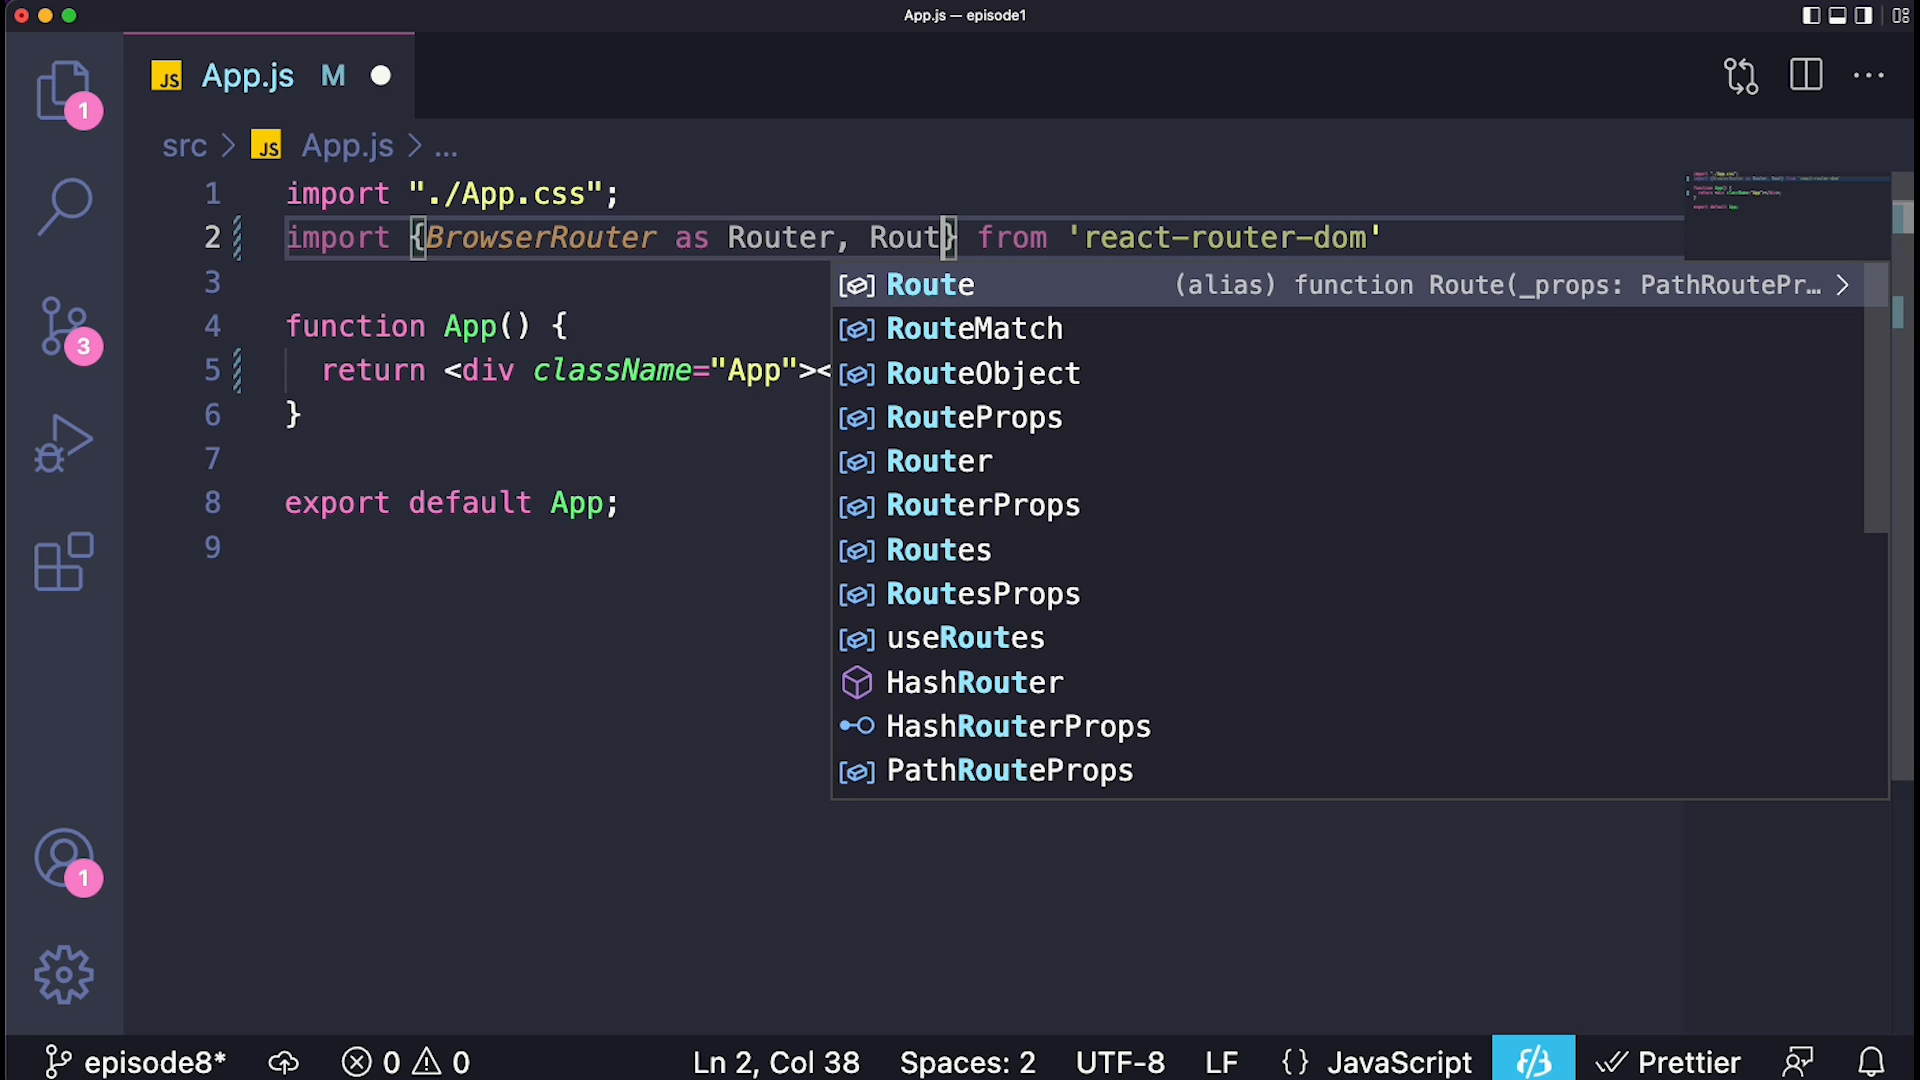 App.js — episode1
JS App.js M
1
src > JS App.js > ...
1 import "./App.css";
2 import {BrowserRouter as Router, Rout} from 'react-router-dom'
3
4 function App() {
5 return <div className="App"><
6 }
7
8 export default App;
9
Route (alias) function Route(_props: PathRoutePr… >
RouteMatch
RouteObject
RouteProps
Router
RouterProps
Routes
RoutesProps
useRoutes
HashRouter
HashRouterProps
PathRouteProps
3
1
episode8* 0 0 Ln 2, Col 38 Spaces: 2 UTF-8 LF {} JavaScript Prettier